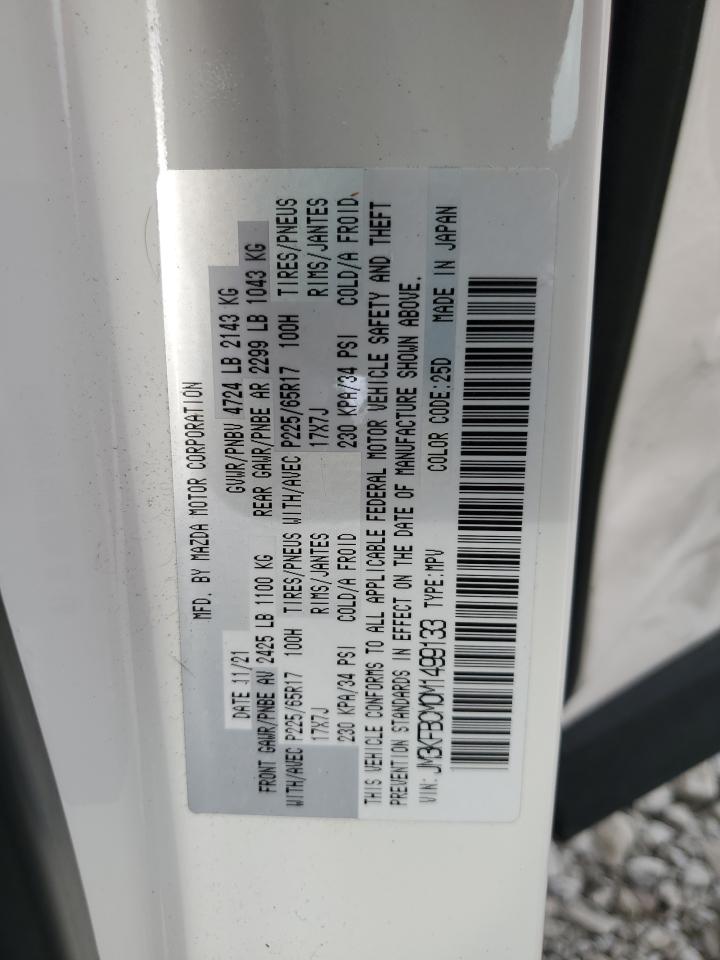 MFD. BY MAZDA MOTOR CORPORATION
DATE 11/21 GVWR/PNBV 4724 LB 2143 KG
FRONT GAWR/PNBE AV 2425 LB 1100 KG REAR GAWR/PNBE AR 2299 LB 1043 KG
WITH/AVEC P225/65R17 100H TIRES/PNEUS WITH/AVEC P225/65R17 100H TIRES/PNEUS
17X7J RIMS/JANTES 17X7J RIMS/JANTES
230 KPA/34 PSI COLD/A FROID 230 KPA/34 PSI COLD/A FROID.
THIS VEHICLE CONFORMS TO ALL APPLICABLE FEDERAL MOTOR VEHICLE SAFETY AND THEFT
PREVENTION STANDARDS IN EFFECT ON THE DATE OF MANUFACTURE SHOWN ABOVE.
VIN: JM3KFBCM0M1499133 TYPE:MPV COLOR CODE:25D MADE IN JAPAN